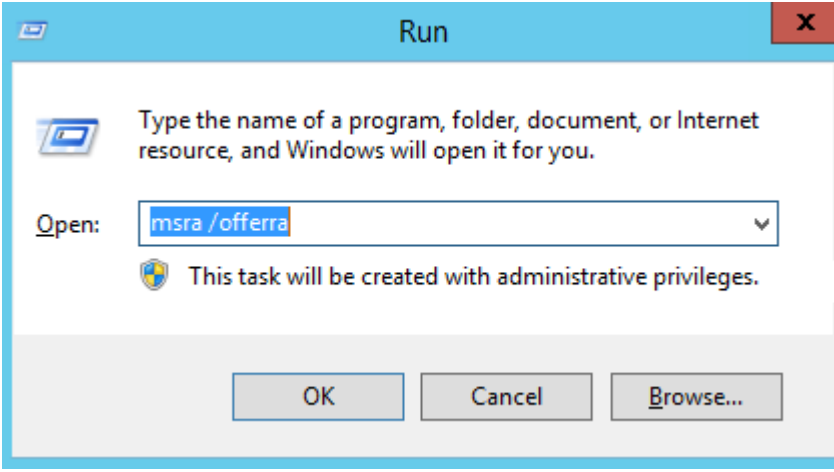 Run
x
Type the name of a program, folder, document, or Internet
resource, and Windows will open it for you.
Open: msra /offerra
This task will be created with administrative privileges.
OK Cancel Browse...